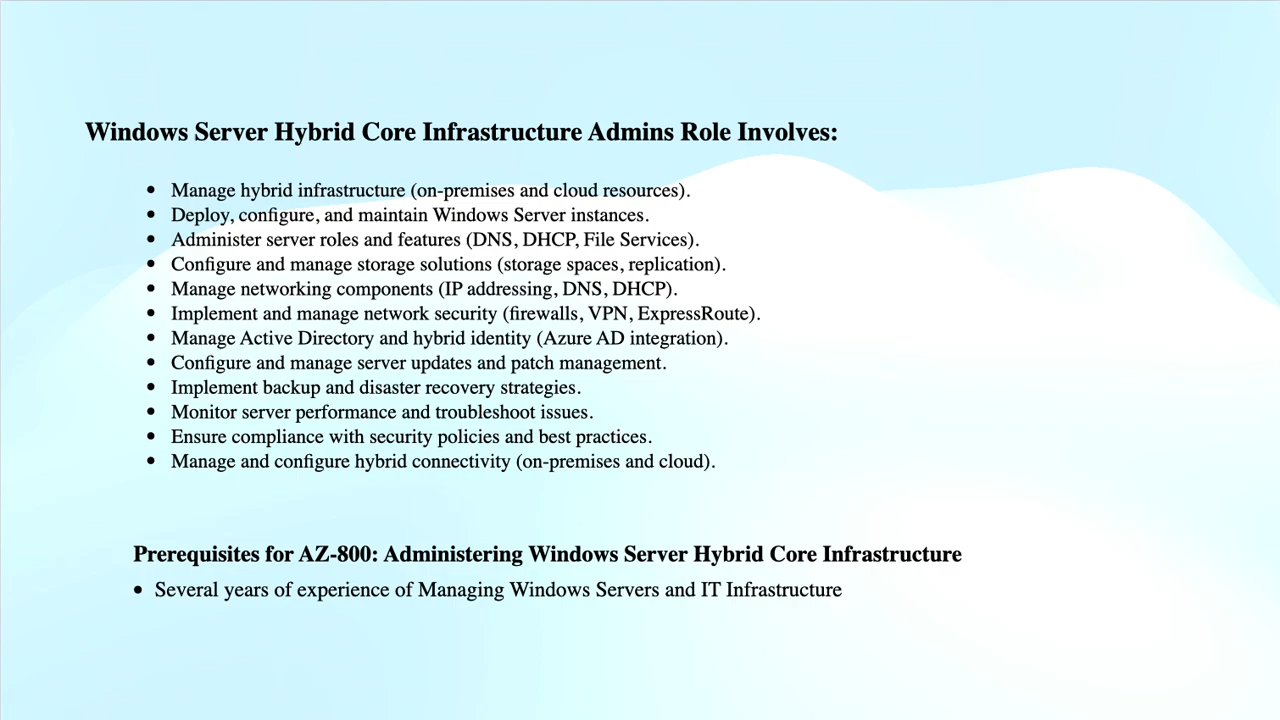 Windows Server Hybrid Core Infrastructure Admins Role Involves:
• Manage hybrid infrastructure (on-premises and cloud resources).
• Deploy, configure, and maintain Windows Server instances.
• Administer server roles and features (DNS, DHCP, File Services).
• Configure and manage storage solutions (storage spaces, replication).
• Manage networking components (IP addressing, DNS, DHCP).
• Implement and manage network security (firewalls, VPN, ExpressRoute).
• Manage Active Directory and hybrid identity (Azure AD integration).
• Configure and manage server updates and patch management.
• Implement backup and disaster recovery strategies.
• Monitor server performance and troubleshoot issues.
• Ensure compliance with security policies and best practices.
• Manage and configure hybrid connectivity (on-premises and cloud).
Prerequisites for AZ-800: Administering Windows Server Hybrid Core Infrastructure
• Several years of experience of Managing Windows Servers and IT Infrastructure